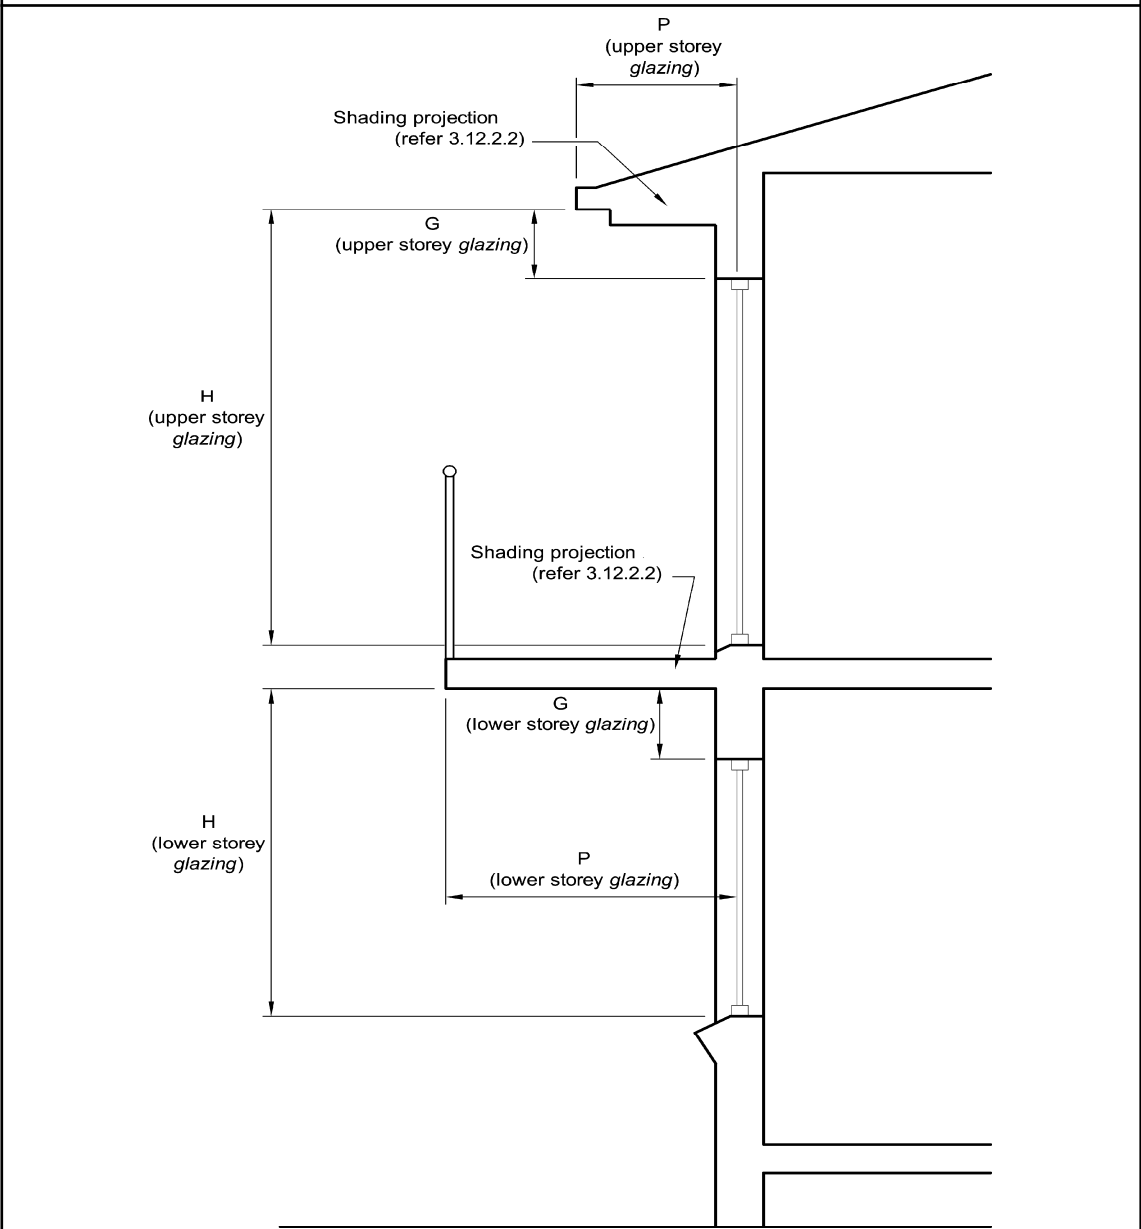 P
(upper storey
glazing)
Shading projection
(refer 3.12.2.2)
G
(upper storey glazing)
H
(upper storey
glazing)
Shading projection
(refer 3.12.2.2)
G
(lower storey glazing)
H
(lower storey
glazing)
P
(lower storey glazing)